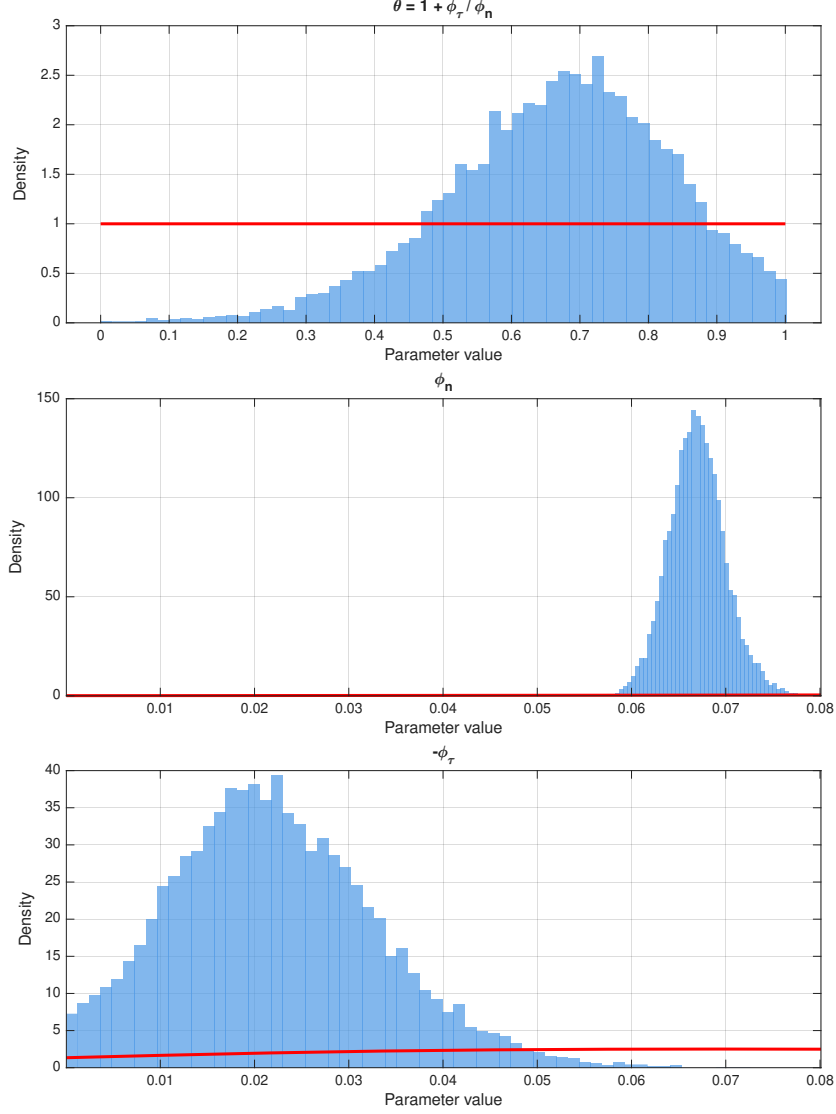 θ = 1 + ϕ_τ / ϕ_n
3
2.5
2
1.5
1
0.5
0
Density
0 0.1 0.2 0.3 0.4 0.5 0.6 0.7 0.8 0.9 1
Parameter value
ϕ_n
150
100
50
0
Density
0.01 0.02 0.03 0.04 0.05 0.06 0.07 0.08
Parameter value
-ϕ_τ
40
35
30
25
20
15
10
5
0
Density
0.01 0.02 0.03 0.04 0.05 0.06 0.07 0.08
Parameter value